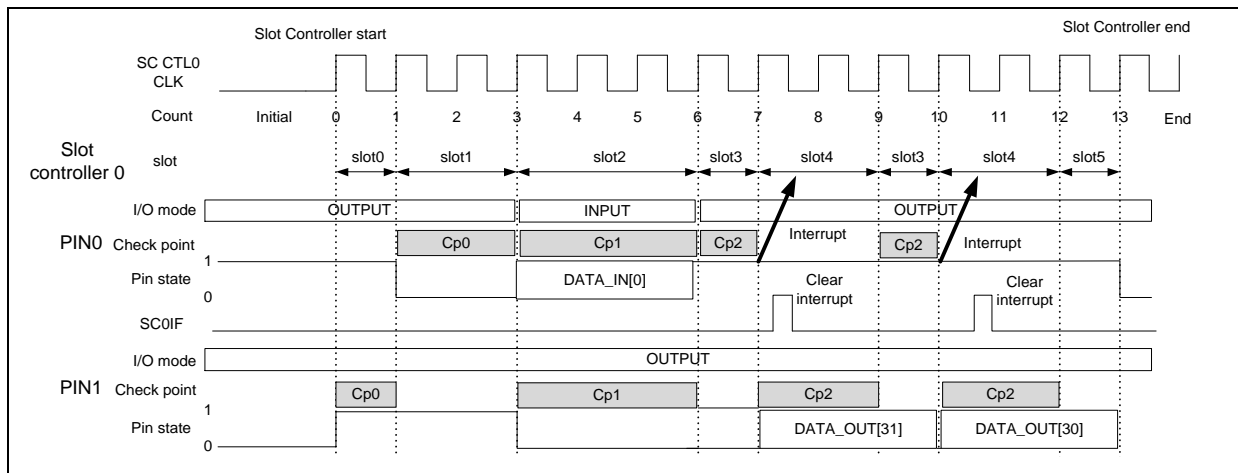 Slot Controller start
Slot Controller end
SC CTL0
CLK
Count Initial 0 1 2 3 4 5 6 7 8 9 10 11 12 13 End
Slot
controller 0
slot slot0 slot1 slot2 slot3 slot4 slot3 slot4 slot5
I/O mode OUTPUT INPUT OUTPUT
PIN0 Check point Cp0 Cp1 Cp2 Interrupt Cp2 Interrupt
1
Pin state DATA_IN[0]
0
Clear
interrupt
Clear
interrupt
SC0IF
I/O mode OUTPUT
PIN1 Check point Cp0 Cp1 Cp2 Cp2
1
Pin state DATA_OUT[31] DATA_OUT[30]
0